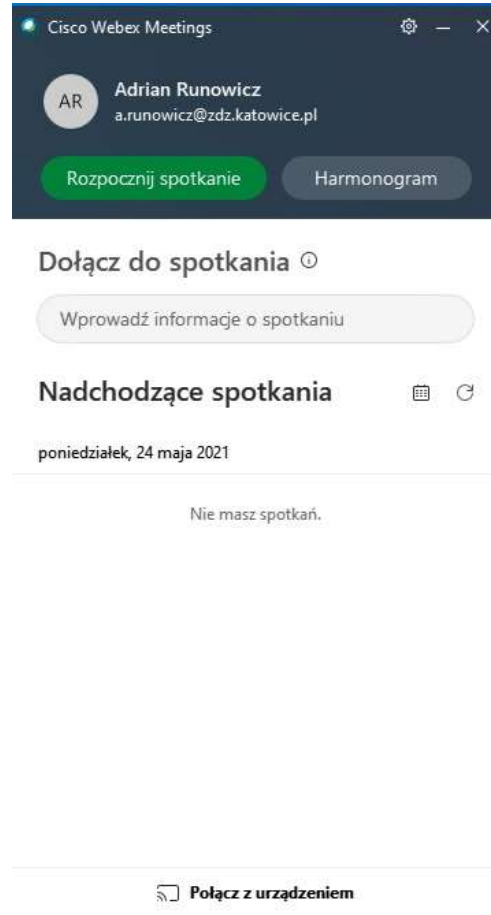 Cisco Webex Meetings
AR
Adrian Runowicz
a.runowicz@zdz.katowice.pl
Rozpocznij spotkanie
Harmonogram
Dołącz do spotkania
Wprowadź informacje o spotkaniu
Nadchodzące spotkania
poniedziałek, 24 maja 2021
Nie masz spotkań.
Połącz z urządzeniem